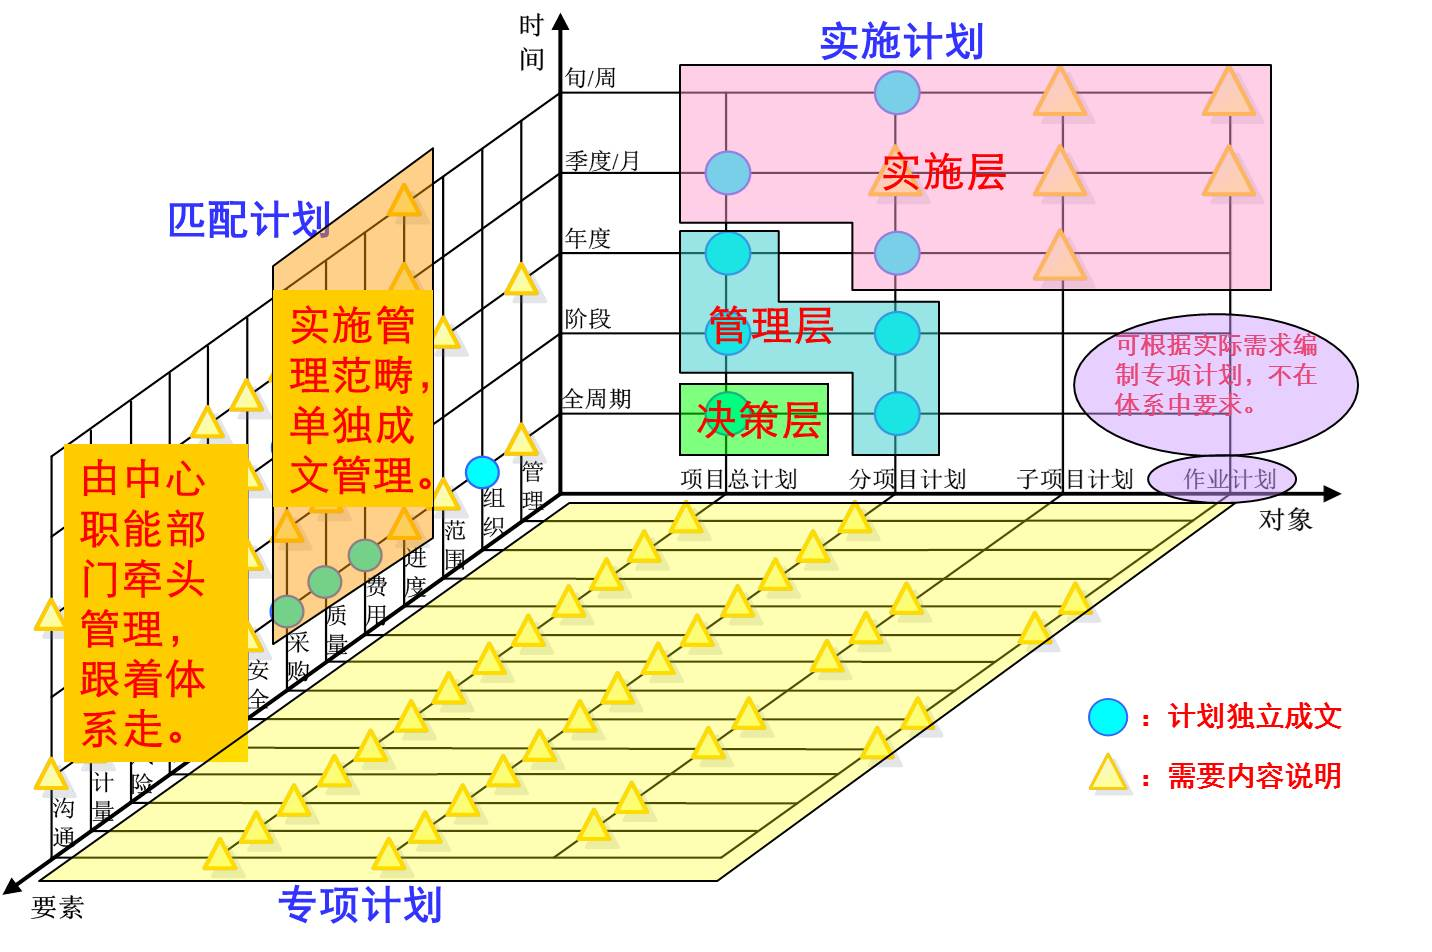 时间
实施计划
旬/周
季度/月
实施层
匹配计划
年度
实施管
理范畴，
单独成
文管理。
阶段
管理层
可根据实际需求编
制专项计划，不在
体系中要求。
全周期
决策层
由中心
职能部
门牵头
管理，
跟着体
系走。
管理
组织
范围
进度
费用
质量
采购
安全
险
计量
沟通
项目总计划
分项目计划
子项目计划
作业计划
对象
：计划独立成文
：需要内容说明
专项计划
要素